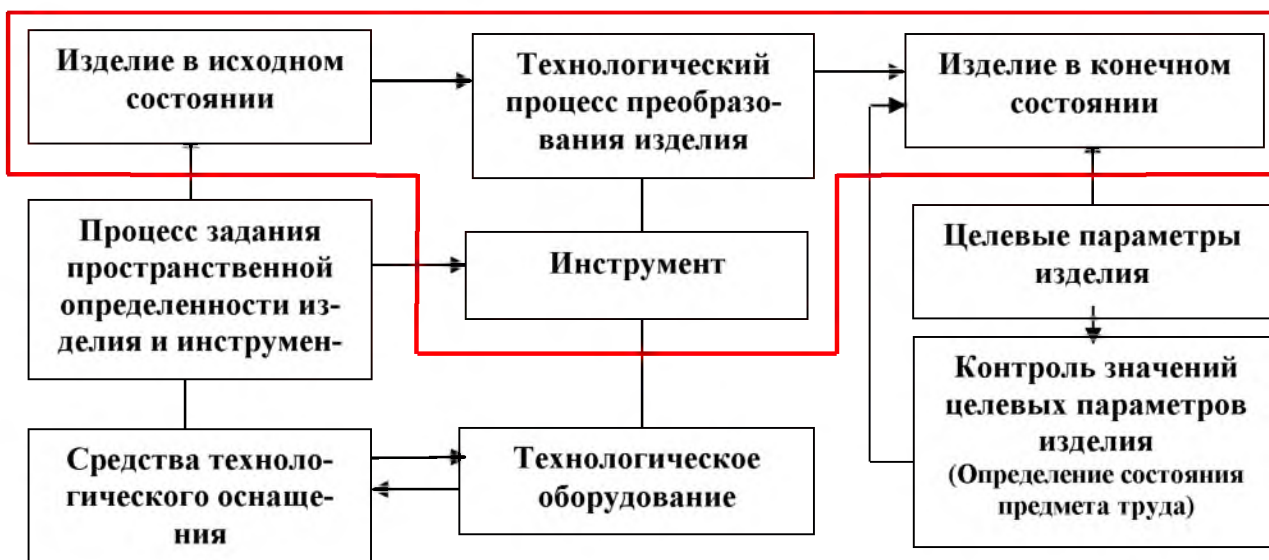 Изделие в исходном
состоянии
Технологический
процесс преобразо-
вания изделия
Изделие в конечном
состоянии
Процесс задания
пространственной
определенности из-
делия и инструмен-
Инструмент
Целевые параметры
изделия
Средства техноло-
гического оснаще-
ния
Технологическое
оборудование
Контроль значений
целевых параметров
изделия
(Определение состояния
предмета труда)